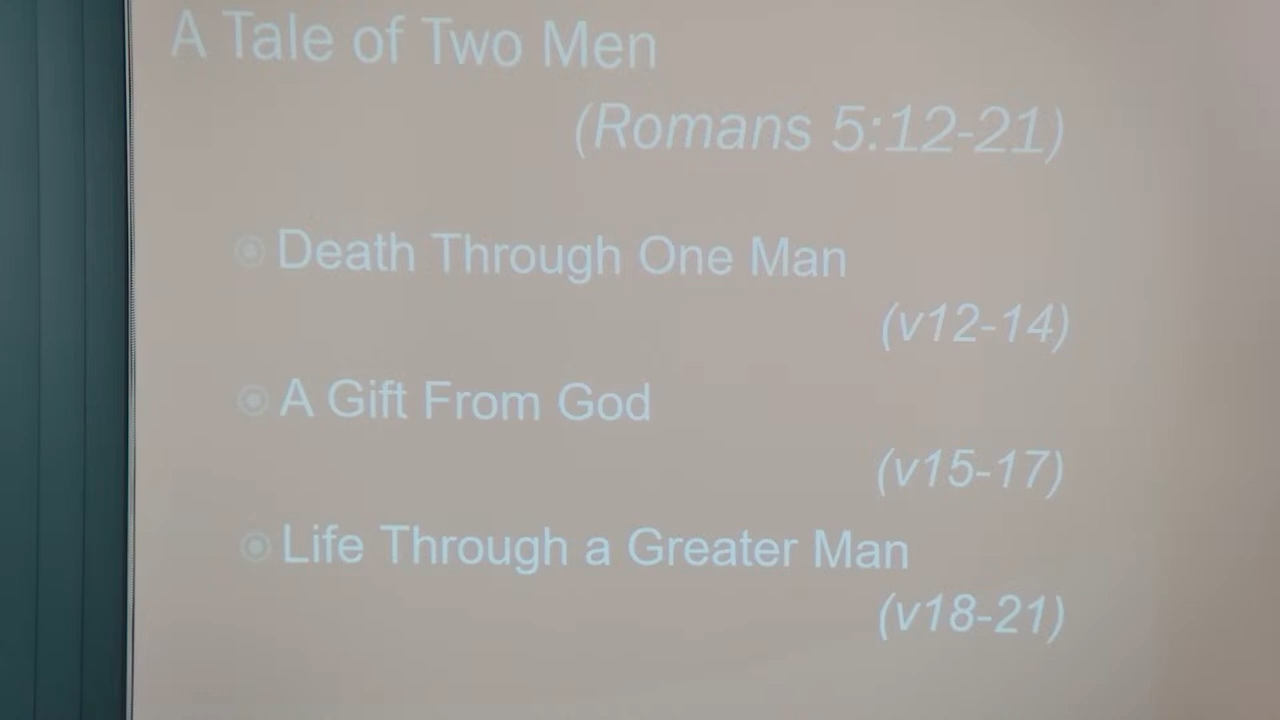 A Tale of Two Men
(Romans 5:12-21)
Death Through One Man
(v12-14)
A Gift From God
(v15-17)
Life Through a Greater Man
(v18-21)